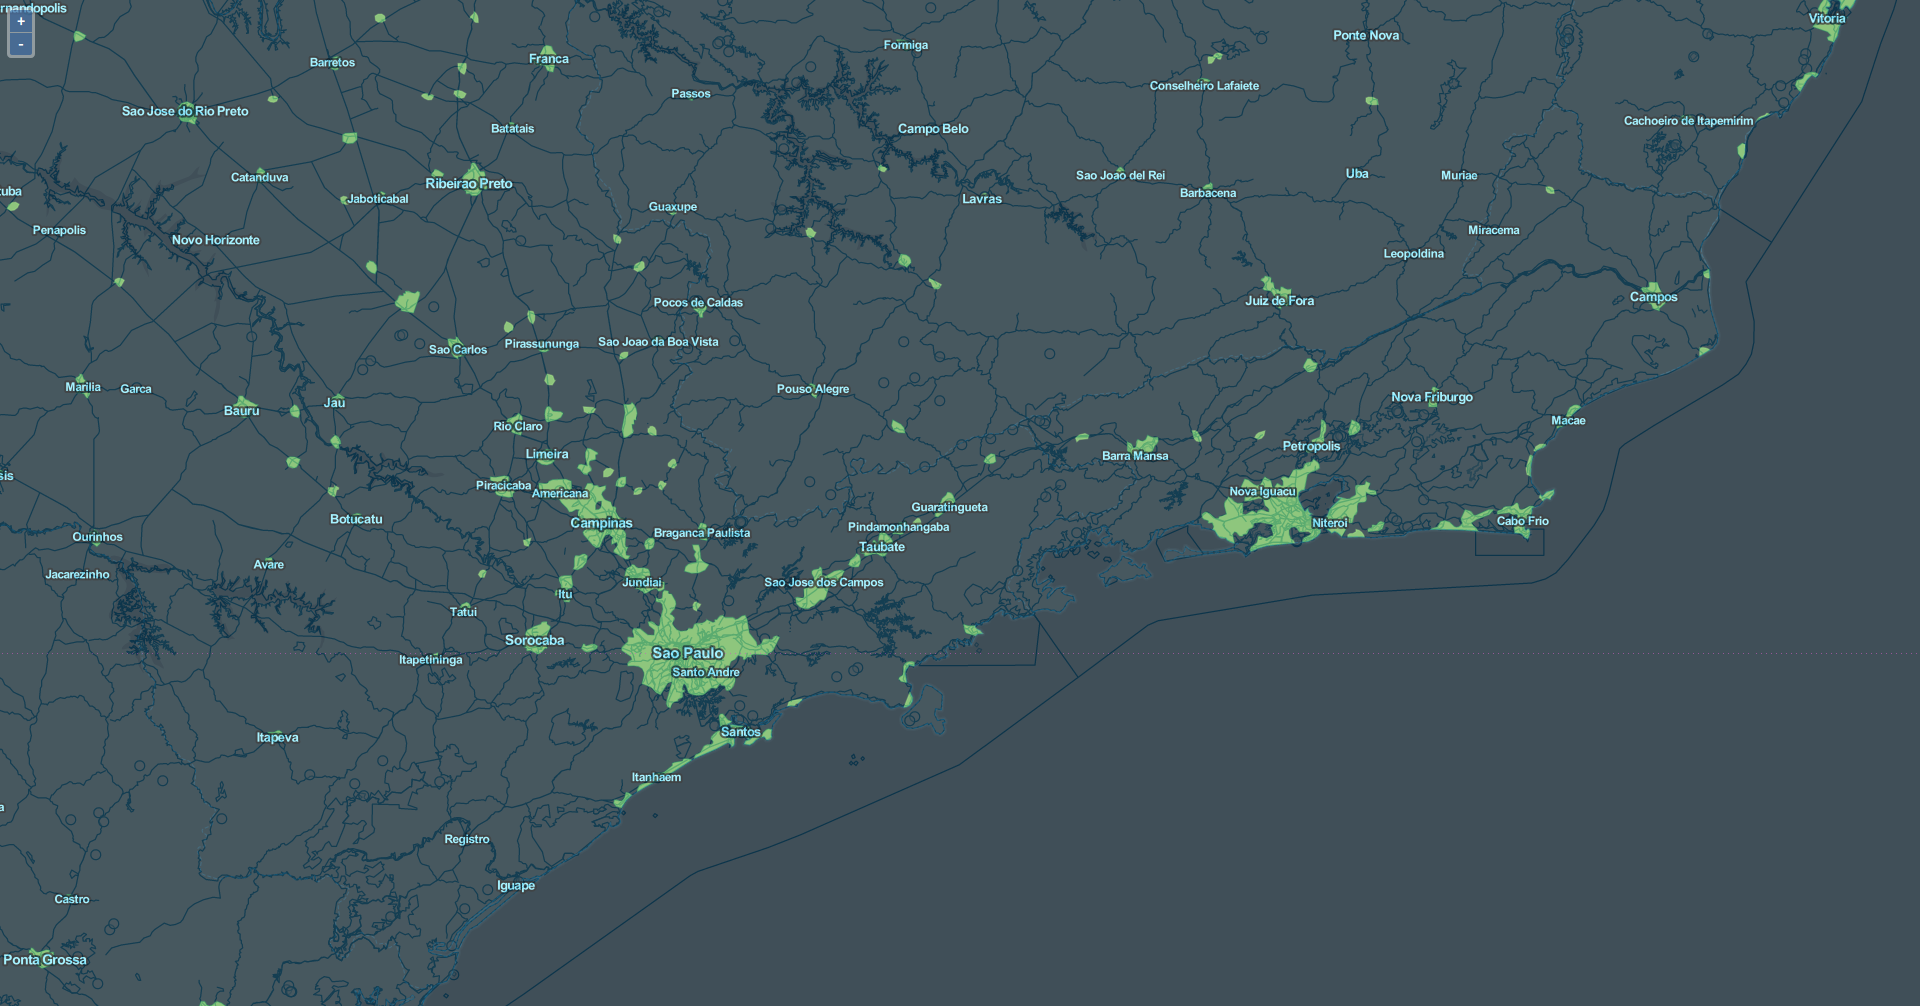 rnandopolis
+
-
Vitoria
Ponte Nova
Formiga
Franca
Barretos
Conselheiro Lafaiete
Passos
Sao Jose do Rio Preto
Cachoeiro de Itapemirim
Batatais
Campo Belo
Catanduva
Ribeirao Preto
Sao Joao del Rei
Uba
Muriae
tuba
Barbacena
Jaboticabal
Lavras
Guaxupe
Penapolis
Miracema
Novo Horizonte
Leopoldina
Campos
Juiz de Fora
Pocos de Caldas
Sao Joao da Boa Vista
Pirassununga
Sao Carlos
Marilia
Garca
Pouso Alegre
Nova Friburgo
Jau
Bauru
Macae
Rio Claro
Petropolis
Limeira
Barra Mansa
sis
Piracicaba
Americana
Nova Iguacu
Guaratingueta
Botucatu
Campinas
Niteroi
Cabo Frio
Pindamonhangaba
Braganca Paulista
Ourinhos
Taubate
Avare
Jacarezinho
Jundiai
Sao Jose dos Campos
Itu
Tatui
Sorocaba
Sao Paulo
Itapetininga
Santo Andre
Santos
Itapeva
Itanhaem
a
Registro
Iguape
Castro
Ponta Grossa